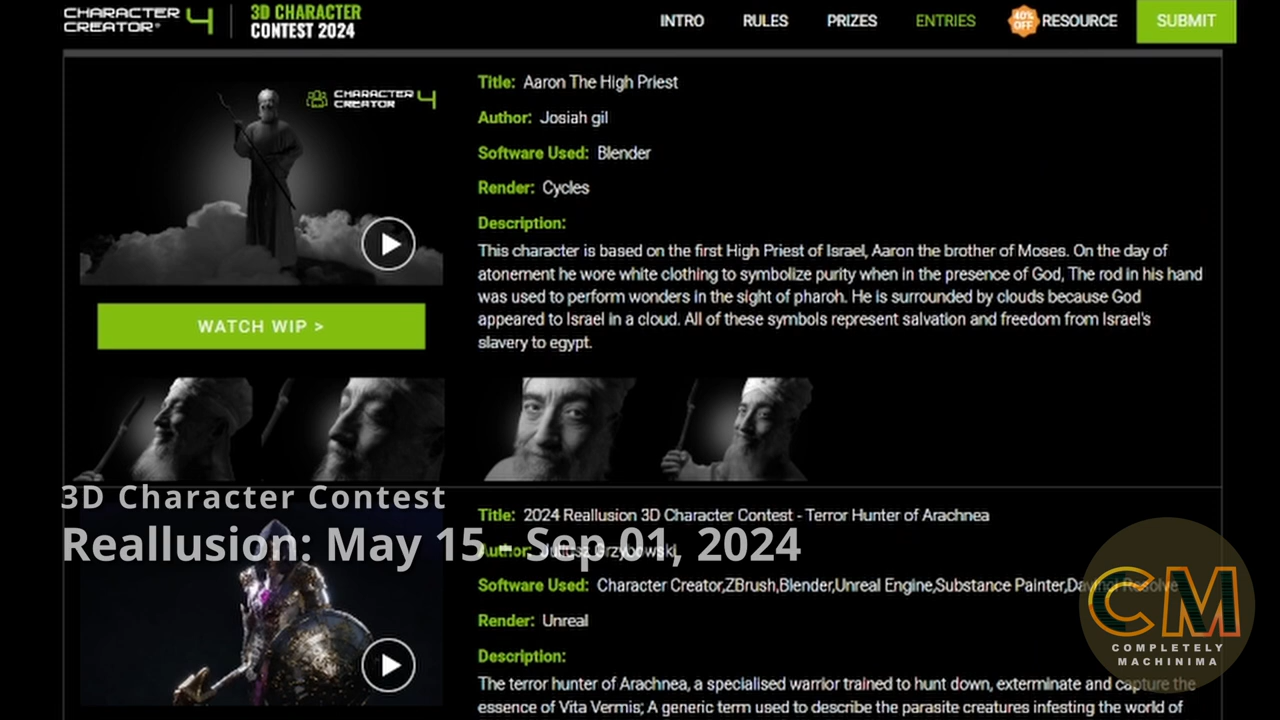 CHARACTER CREATOR® 4
3D CHARACTER
CONTEST 2024
INTRO
RULES
PRIZES
ENTRIES
40% OFF
RESOURCE
SUBMIT
CHARACTER CREATOR 4
Title: Aaron The High Priest
Author: Josiah gil
Software Used: Blender
Render: Cycles
Description:
This character is based on the first High Priest of Israel, Aaron the brother of Moses. On the day of
atonement he wore white clothing to symbolize purity when in the presence of God, The rod in his hand
was used to perform wonders in the sight of pharoh. He is surrounded by clouds because God
appeared to Israel in a cloud. All of these symbols represent salvation and freedom from Israel's
slavery to egypt.
WATCH WIP >
3D Character Contest
Reallusion: May 15 - Sep 01, 2024
Title: 2024 Reallusion 3D Character Contest - Terror Hunter of Arachnea
Author: Juliusz Grzybowski
Software Used: Character Creator,ZBrush,Blender,Unreal Engine,Substance Painter,Davinci Resolve
Render: Unreal
Description:
The terror hunter of Arachnea, a specialised warrior trained to hunt down, exterminate and capture the
essence of Vita Vermis; A generic term used to describe the parasite creatures infesting the world of
CM
COMPLETELY
MACHINIMA